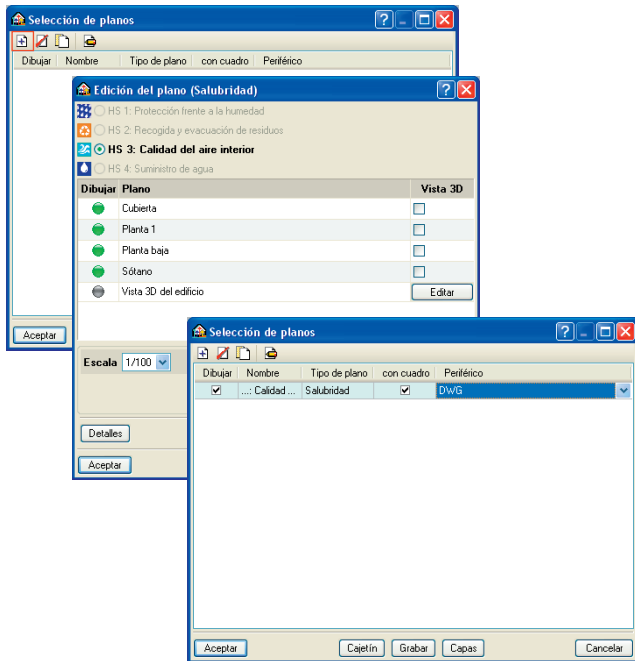 Selección de planos
Dibujar Nombre Tipo de plano con cuadro Periférico
Aceptar
Edición del plano (Salubridad)
HS 1: Protección frente a la humedad
HS 2: Recogida y evacuación de residuos
HS 3: Calidad del aire interior
HS 4: Suministro de agua
Dibujar Plano Vista 3D
Cubierta
Planta 1
Planta baja
Sótano
Vista 3D del edificio Editar
Escala 1/100
Detalles
Aceptar
Selección de planos
Dibujar Nombre Tipo de plano con cuadro Periférico
...: Calidad ... Salubridad DWG
Aceptar Cajetín Grabar Capas Cancelar